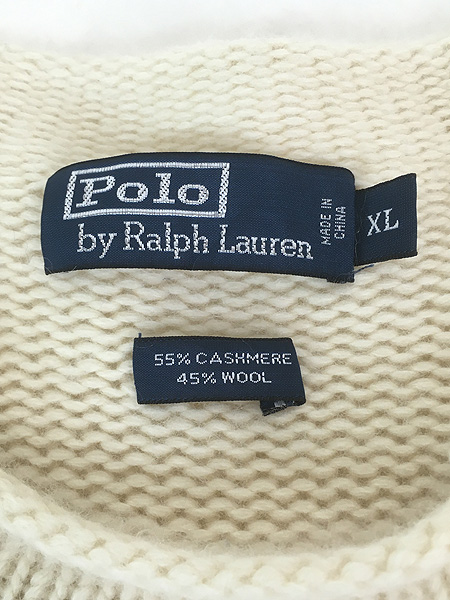 Polo
by Ralph Lauren
MADE IN
CHINA
XL
55% CASHMERE
45% WOOL